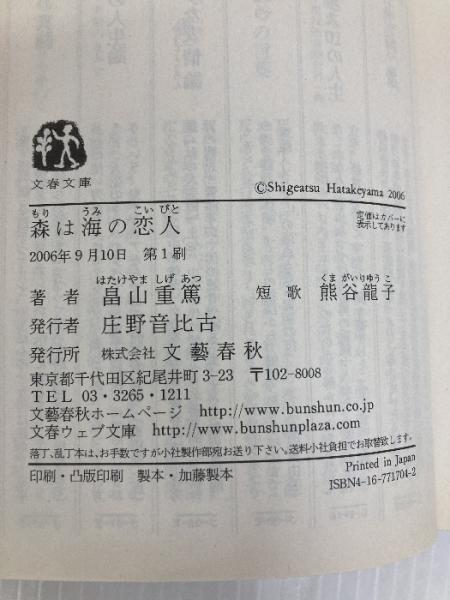 文春文庫
©Shigeatsu Hatakeyama 2006
定価はカバーに
表示してあります
もり うみ こい びと
森は海の恋人
2006年9月10日 第1刷
はたけやま しげ あつ くま がいりゆう こ
著 者 畠山重篤 短 歌 熊谷龍子
発行者 庄野音比古
発行所 株式会社 文藝春秋
東京都千代田区紀尾井町 3-23 〒102-8008
TEL 03・3265・1211
文藝春秋ホームページ http://www.bunshun.co.jp
文春ウェブ文庫 http://www.bunshunplaza.com
落丁、乱丁本は、お手数ですが小社製作部宛お送り下さい。送料小社負担でお取替致します。
印刷・凸版印刷 製本・加藤製本
Printed in Japan
ISBN4-16-771704-2